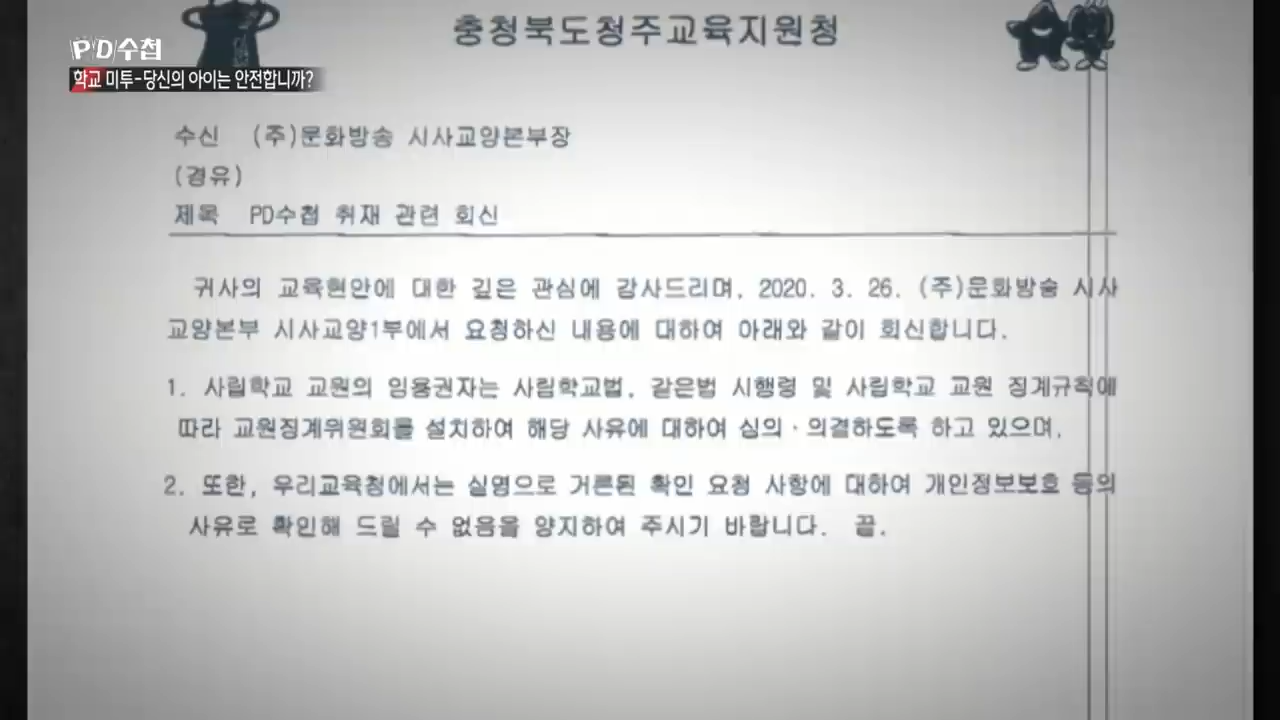 PD수첩
학교 미투-당신의 아이는 안전합니까?
충청북도청주교육지원청
수신 (주)문화방송 시사교양본부장
(경유)
제목 PD수첩 취재 관련 회신
귀사의 교육현안에 대한 깊은 관심에 감사드리며, 2020. 3. 26. (주)문화방송 시사
교양본부 시사교양1부에서 요청하신 내용에 대하여 아래와 같이 회신합니다.
1. 사립학교 교원의 임용권자는 사립학교법, 같은법 시행령 및 사립학교 교원 징계규칙에
따라 교원징계위원회를 설치하여 해당 사유에 대하여 심의·의결하도록 하고 있으며,
2. 또한, 우리교육청에서는 실명으로 거론된 확인 요청 사항에 대하여 개인정보보호 등의
사유로 확인해 드릴 수 없음을 양지하여 주시기 바랍니다. 끝.